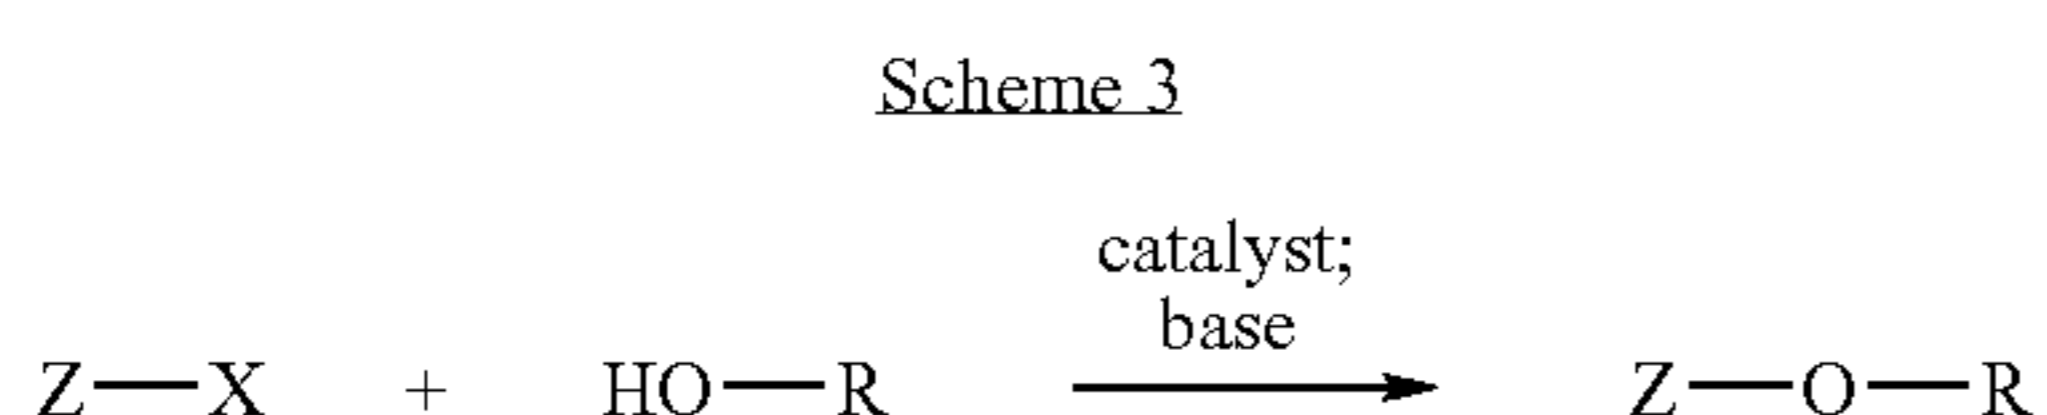 Scheme 3
catalyst;
base
Z—X + HO—R Z—O—R